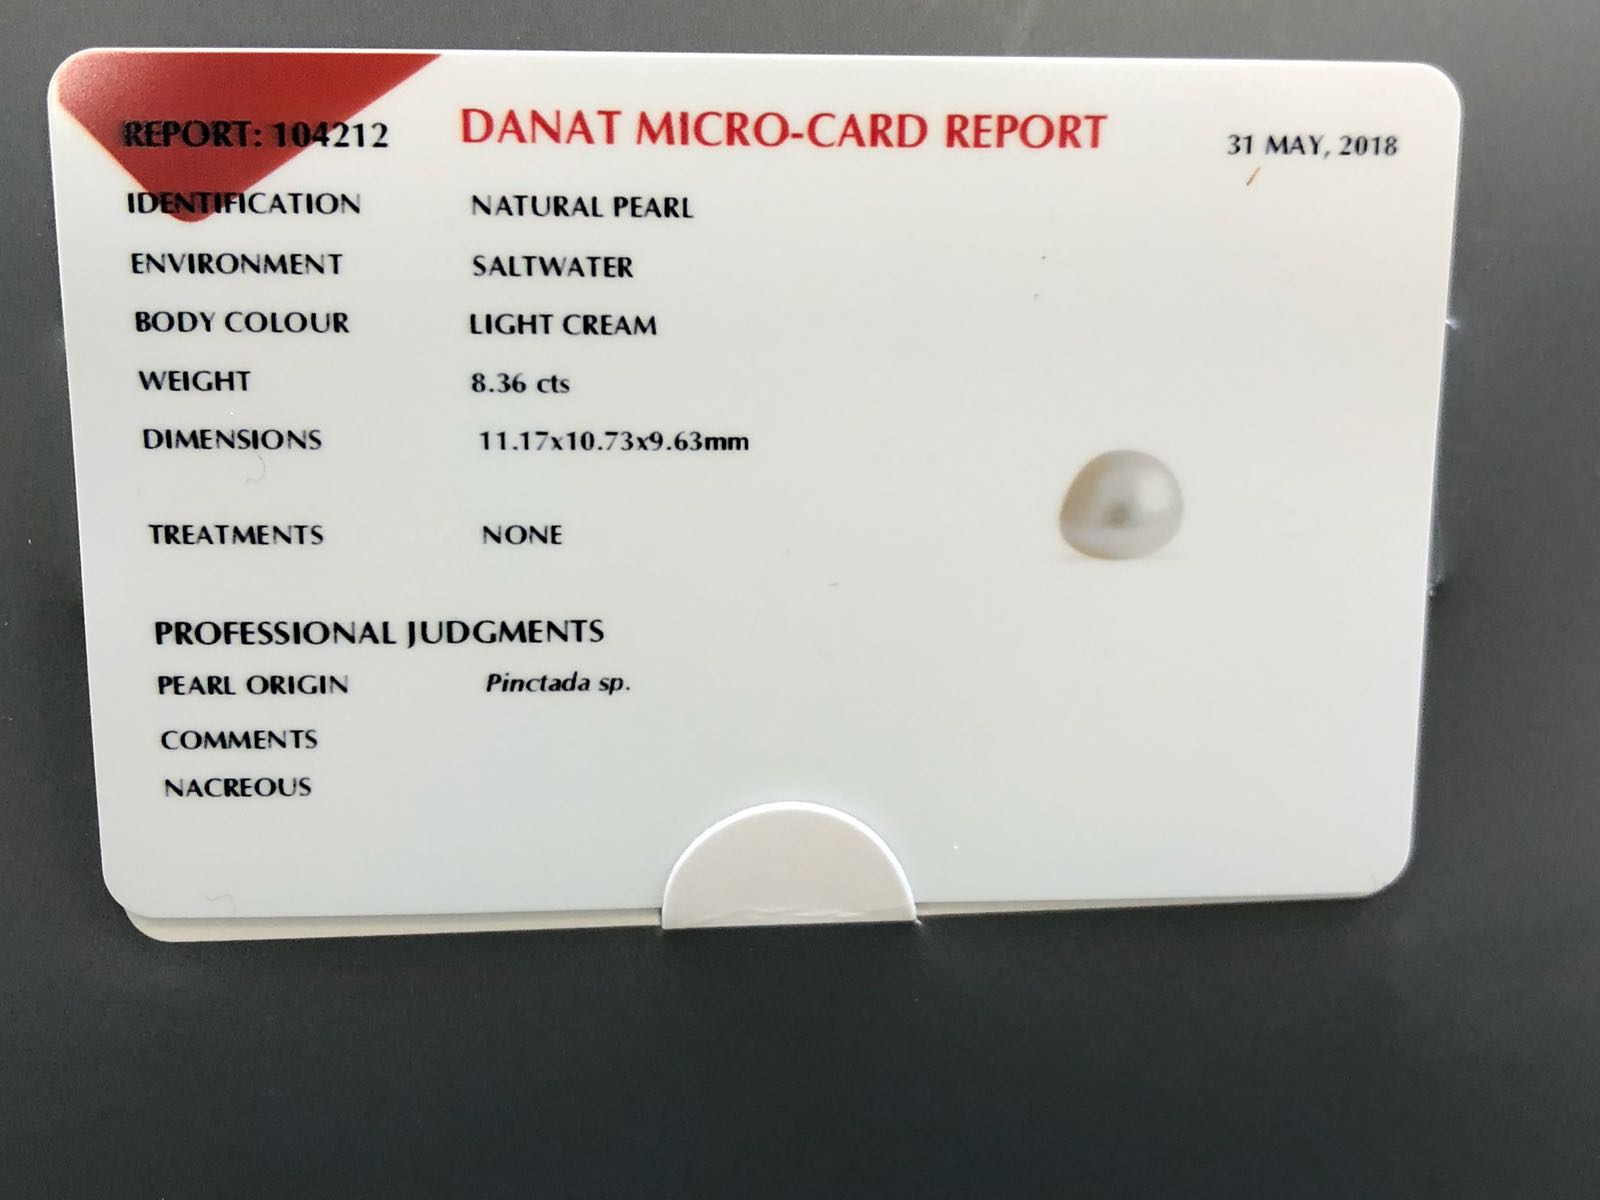 REPORT: 104212 DANAT MICRO-CARD REPORT 31 MAY, 2018
IDENTIFICATION NATURAL PEARL
ENVIRONMENT SALTWATER
BODY COLOUR LIGHT CREAM
WEIGHT 8.36 cts
DIMENSIONS 11.17x10.73x9.63mm
TREATMENTS NONE
PROFESSIONAL JUDGMENTS
PEARL ORIGIN Pinctada sp.
COMMENTS
NACREOUS